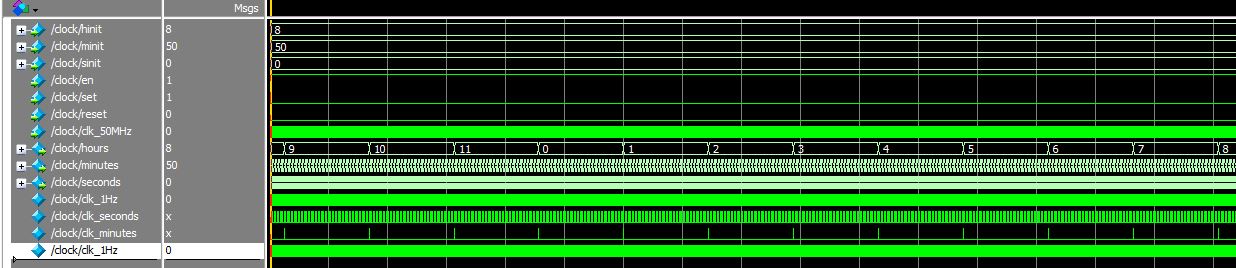 Msgs
/clock/hinit 8 8
/clock/minit 50 50
/clock/sinit 0 0
/clock/en 1
/clock/set 1
/clock/reset 0
/clock/clk_50MHz 0
/clock/hours 8 9 10 11 0 1 2 3 4 5 6 7 8
/clock/minutes 50
/clock/seconds 0
/clock/clk_1Hz 0
/clock/clk_seconds x
/clock/clk_minutes x
/clock/clk_1Hz 0